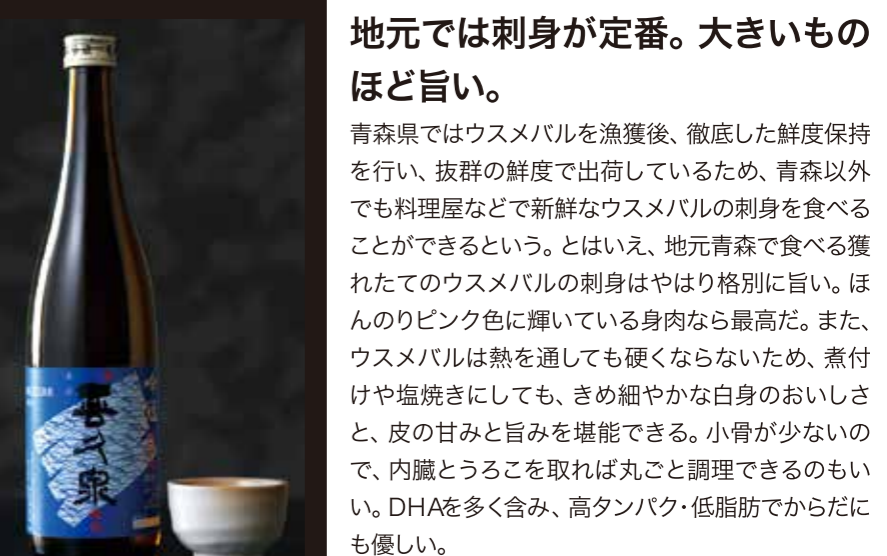 地元では刺身が定番。大きいもの
ほど旨い。
青森県ではウスメバルを漁獲後、徹底した鮮度保持
を行い、抜群の鮮度で出荷しているため、青森以外
でも料理屋などで新鮮なウスメバルの刺身を食べる
ことができるという。とはいえ、地元青森で食べる獲
れたてのウスメバルの刺身はやはり格別に旨い。ほ
んのりピンク色に輝いている身肉なら最高だ。また、
ウスメバルは熱を通しても硬くならないため、煮付
けや塩焼きにしても、きめ細やかな白身のおいしさ
と、皮の甘みと旨みを堪能できる。小骨が少ないの
で、内臓とうろこを取れば丸ごと調理できるのもい
い。DHAを多く含み、高タンパク・低脂肪でからだに
も優しい。
喜久泉